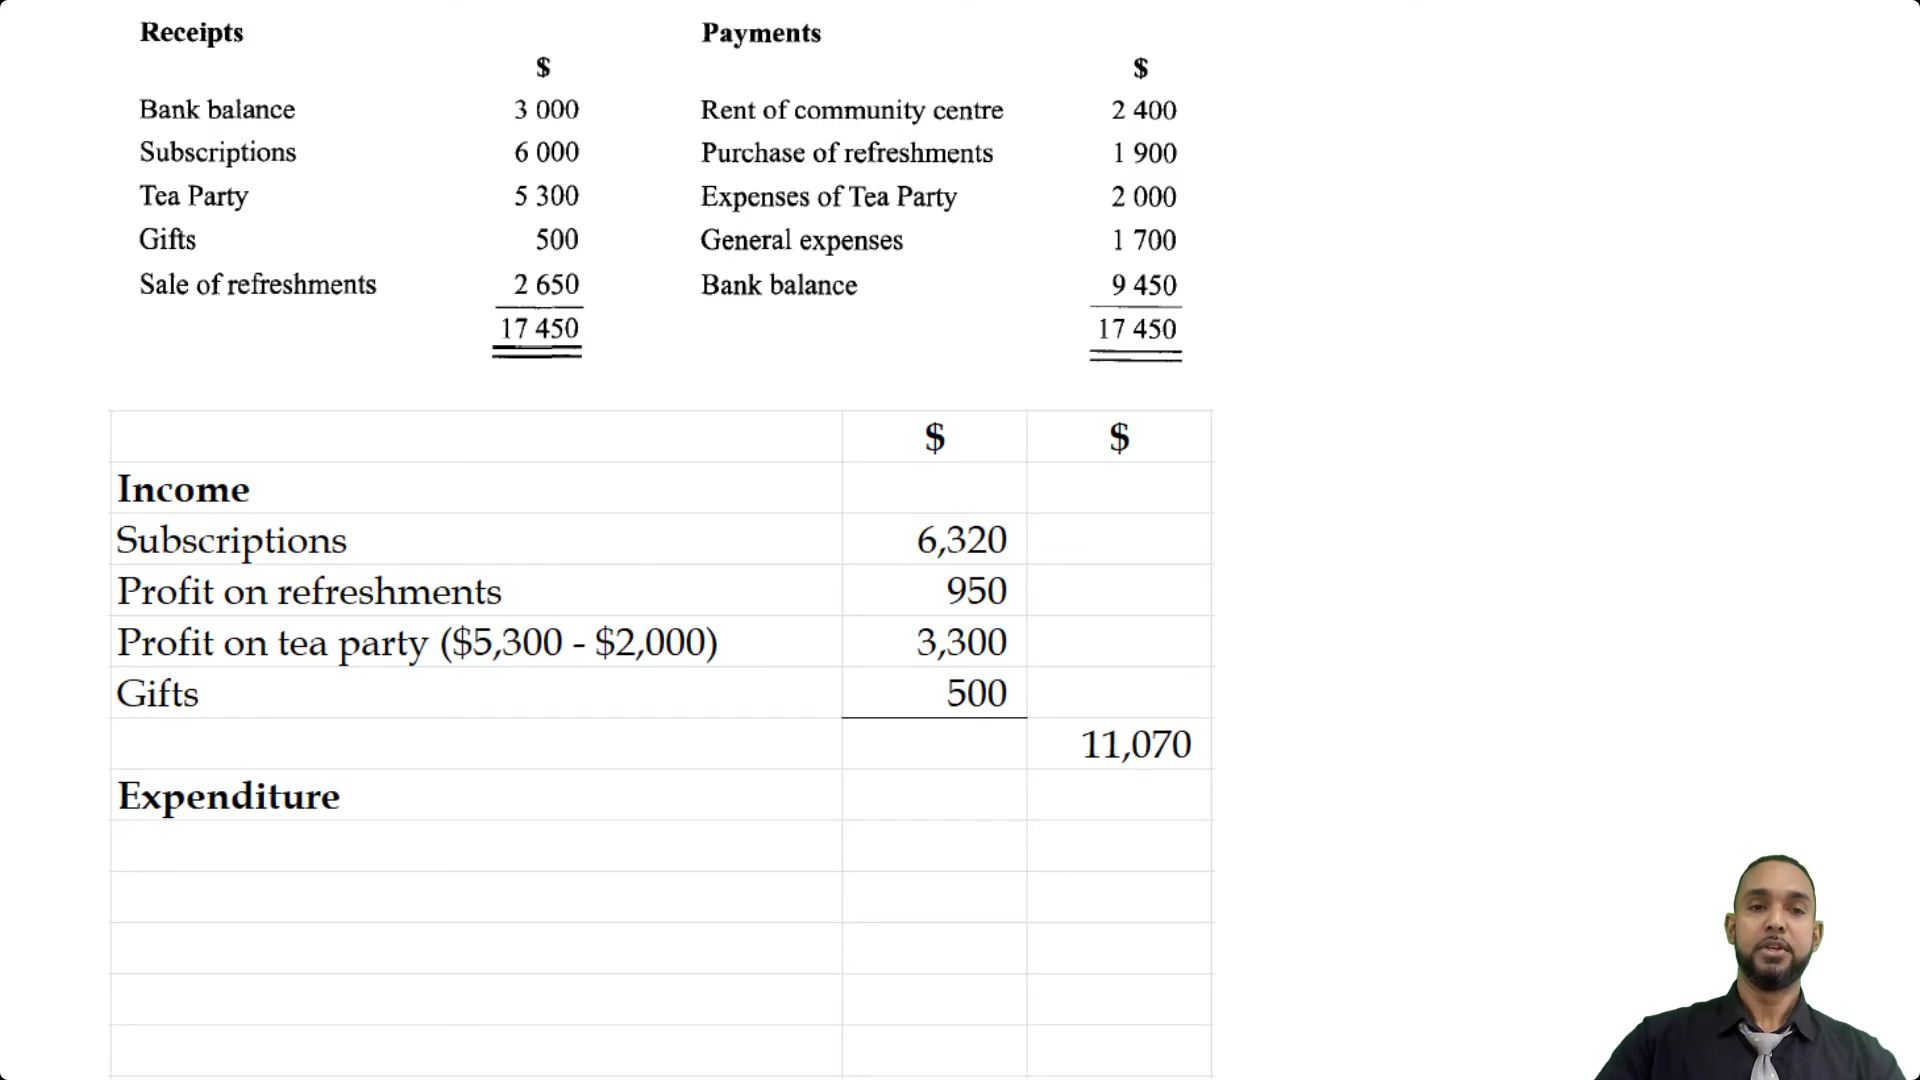 Receipts Payments
$ $
Bank balance 3 000 Rent of community centre 2 400
Subscriptions 6 000 Purchase of refreshments 1 900
Tea Party 5 300 Expenses of Tea Party 2 000
Gifts 500 General expenses 1 700
Sale of refreshments 2 650 Bank balance 9 450
17 450 17 450
$ $
Income
Subscriptions 6,320
Profit on refreshments 950
Profit on tea party ($5,300 - $2,000) 3,300
Gifts 500
11,070
Expenditure